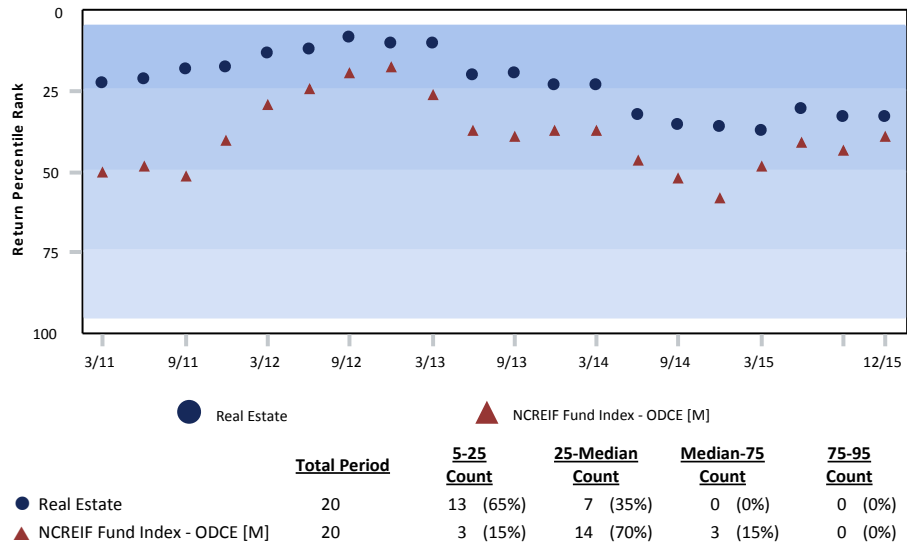 0
25
50
75
100
Return Percentile Rank
3/11 9/11 3/12 9/12 3/13 9/13 3/14 9/14 3/15 12/15
Real Estate NCREIF Fund Index - ODCE [M]
Total Period 5-25 Count 25-Median Count Median-75 Count 75-95 Count
Real Estate 20 13 (65%) 7 (35%) 0 (0%) 0 (0%)
NCREIF Fund Index - ODCE [M] 20 3 (15%) 14 (70%) 3 (15%) 0 (0%)